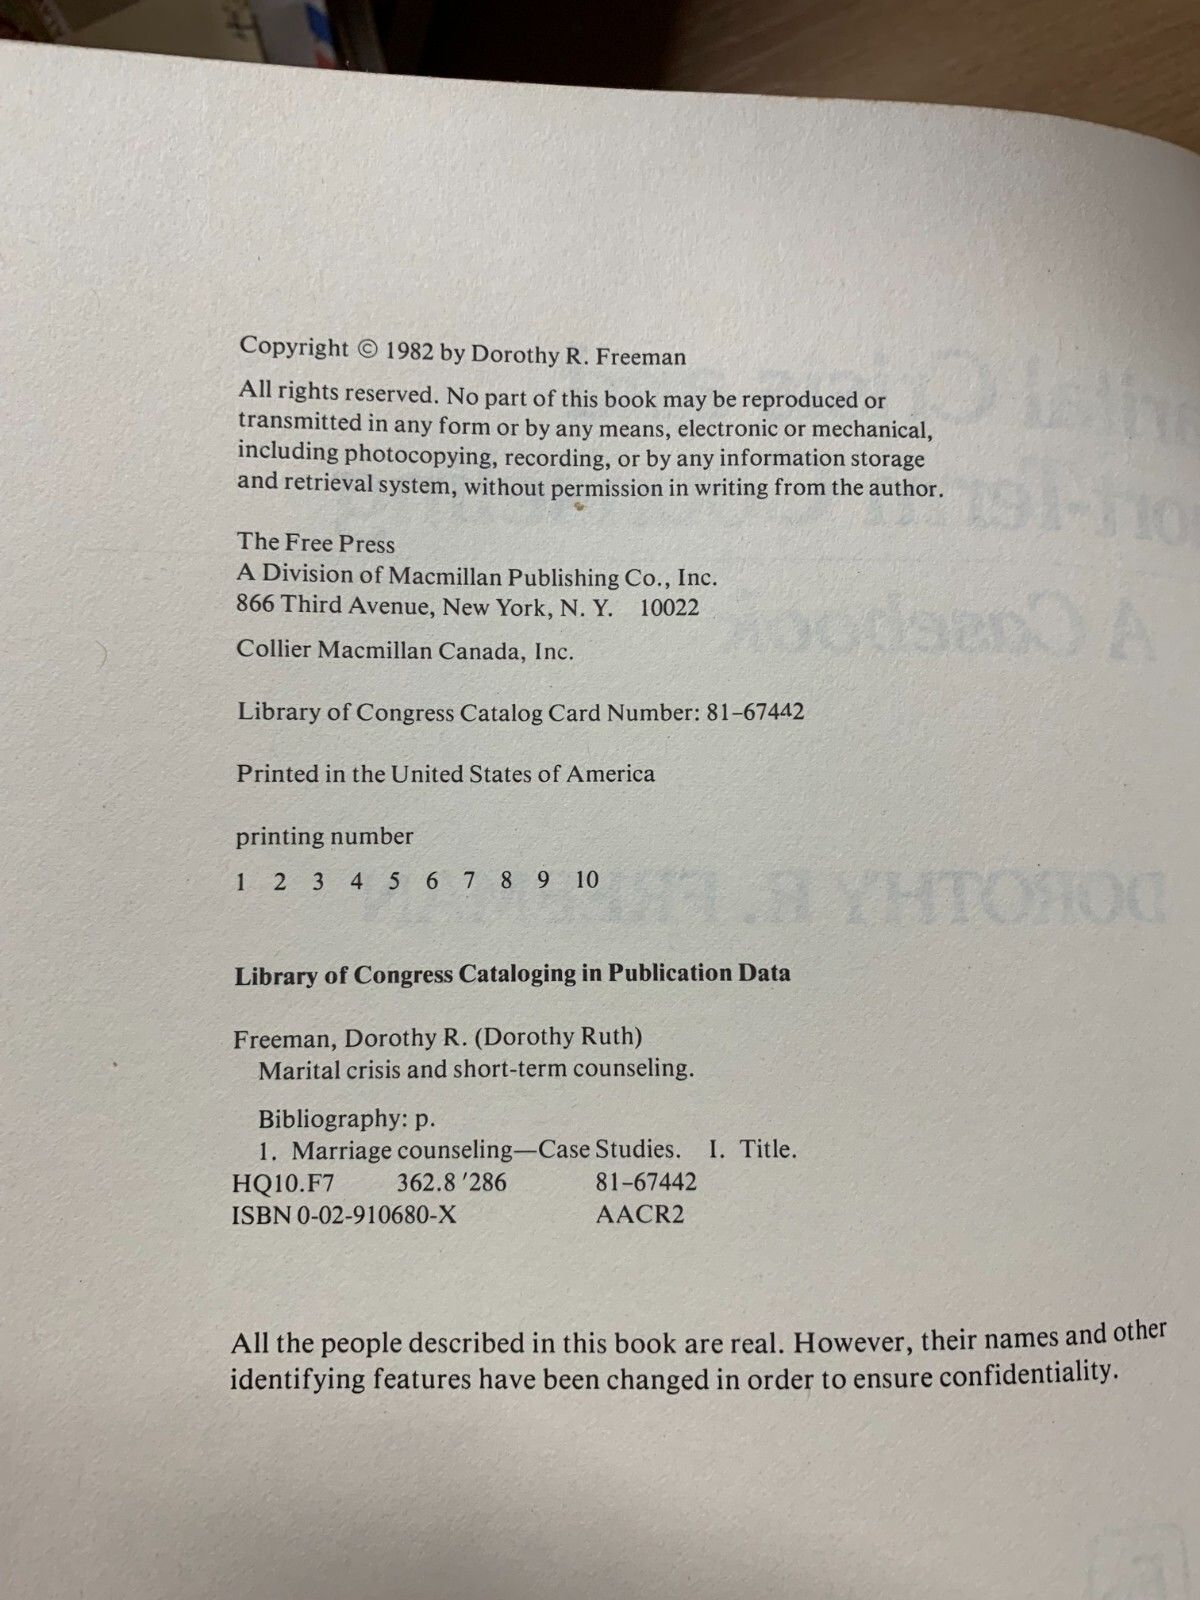 Copyright © 1982 by Dorothy R. Freeman
All rights reserved. No part of this book may be reproduced or
transmitted in any form or by any means, electronic or mechanical,
including photocopying, recording, or by any information storage
and retrieval system, without permission in writing from the author.
The Free Press
A Division of Macmillan Publishing Co., Inc.
866 Third Avenue, New York, N. Y. 10022
Collier Macmillan Canada, Inc.
Library of Congress Catalog Card Number: 81–67442
Printed in the United States of America
printing number
1 2 3 4 5 6 7 8 9 10
Library of Congress Cataloging in Publication Data
Freeman, Dorothy R. (Dorothy Ruth)
Marital crisis and short-term counseling.
Bibliography: p.
1. Marriage counseling—Case Studies. I. Title.
HQ10.F7 362.8 '286 81–67442
ISBN 0-02-910680-X AACR2
All the people described in this book are real. However, their names and other
identifying features have been changed in order to ensure confidentiality.